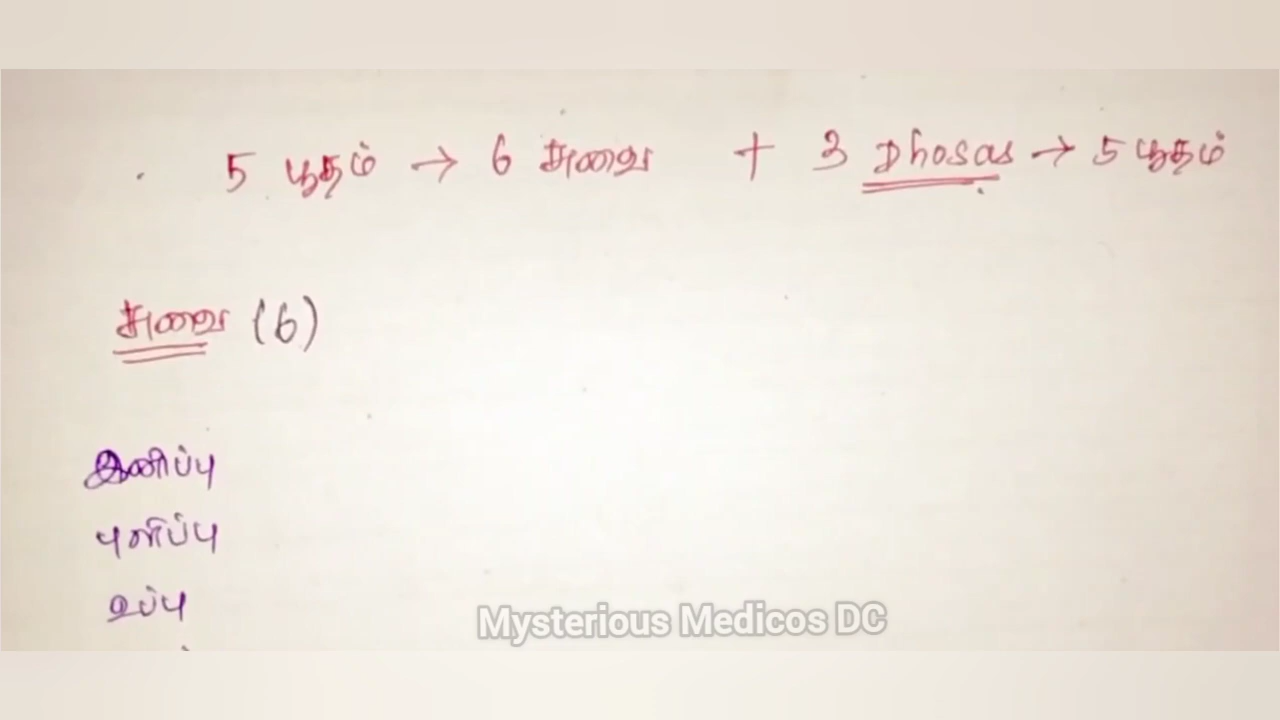 5 பூதம் → 6 சுவை + 3 Dhosas → 5 பூதம்
சுவை (6)
இனிப்பு
புளிப்பு
உப்பு
Mysterious Medicos DC